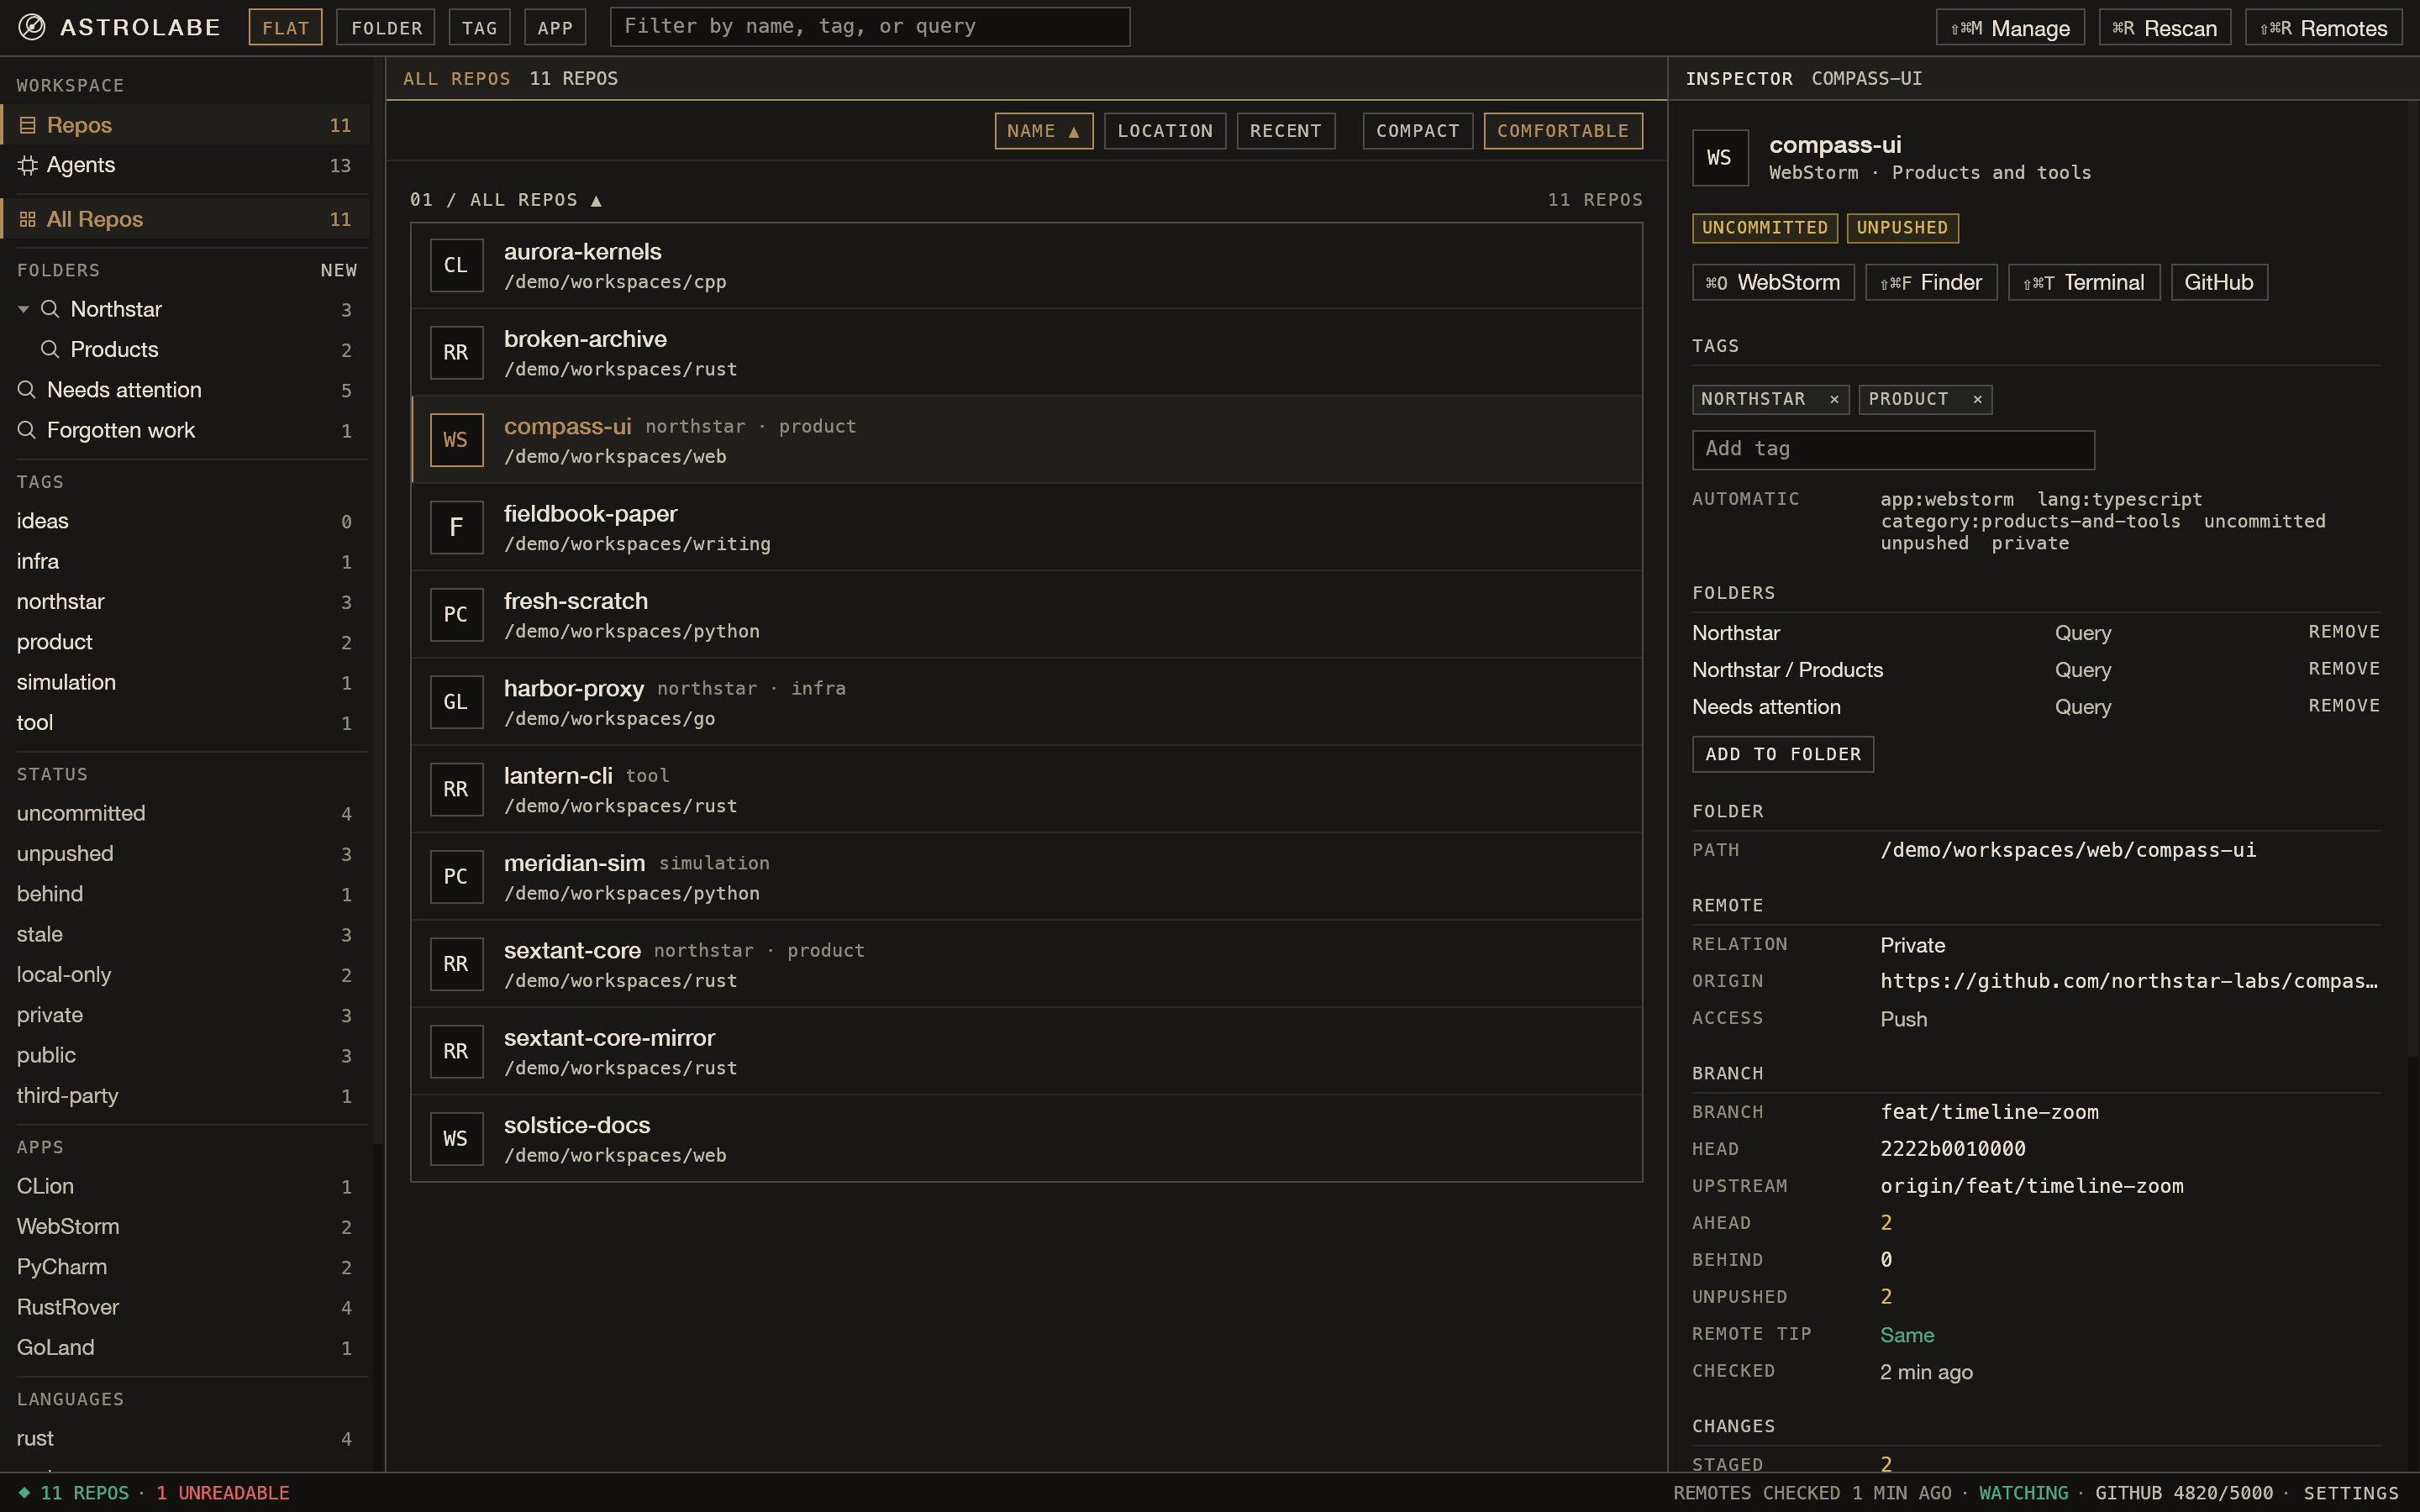 ASTROLABE FLAT FOLDER TAG APP Filter by name, tag, or query ⇧⌘M Manage ⌘R Rescan ⇧⌘R Remotes
WORKSPACE
Repos 11
Agents 13
All Repos 11
FOLDERS NEW
Northstar 3
Products 2
Needs attention 5
Forgotten work 1
TAGS
ideas 0
infra 1
northstar 3
product 2
simulation 1
tool 1
STATUS
uncommitted 4
unpushed 3
behind 1
stale 3
local-only 2
private 3
public 3
third-party 1
APPS
CLion 1
WebStorm 2
PyCharm 2
RustRover 4
GoLand 1
LANGUAGES
rust 4
ALL REPOS 11 REPOS
NAME ▲ LOCATION RECENT COMPACT COMFORTABLE
01 / ALL REPOS ▲ 11 REPOS
CL aurora-kernels
/demo/workspaces/cpp
RR broken-archive
/demo/workspaces/rust
WS compass-ui northstar · product
/demo/workspaces/web
F fieldbook-paper
/demo/workspaces/writing
PC fresh-scratch
/demo/workspaces/python
GL harbor-proxy northstar · infra
/demo/workspaces/go
RR lantern-cli tool
/demo/workspaces/rust
PC meridian-sim simulation
/demo/workspaces/python
RR sextant-core northstar · product
/demo/workspaces/rust
RR sextant-core-mirror
/demo/workspaces/rust
WS solstice-docs
/demo/workspaces/web
INSPECTOR COMPASS-UI
WS compass-ui
WebStorm · Products and tools
UNCOMMITTED UNPUSHED
⌘O WebStorm ⇧⌘F Finder ⇧⌘T Terminal GitHub
TAGS
NORTHSTAR × PRODUCT ×
Add tag
AUTOMATIC app:webstorm lang:typescript
category:products-and-tools uncommitted
unpushed private
FOLDERS
Northstar Query REMOVE
Northstar / Products Query REMOVE
Needs attention Query REMOVE
ADD TO FOLDER
FOLDER
PATH /demo/workspaces/web/compass-ui
REMOTE
RELATION Private
ORIGIN https://github.com/northstar-labs/compas…
ACCESS Push
BRANCH
BRANCH feat/timeline-zoom
HEAD 2222b0010000
UPSTREAM origin/feat/timeline-zoom
AHEAD 2
BEHIND 0
UNPUSHED 2
REMOTE TIP Same
CHECKED 2 min ago
CHANGES
STAGED 2
◆ 11 REPOS · 1 UNREADABLE REMOTES CHECKED 1 MIN AGO · WATCHING · GITHUB 4820/5000 · SETTINGS